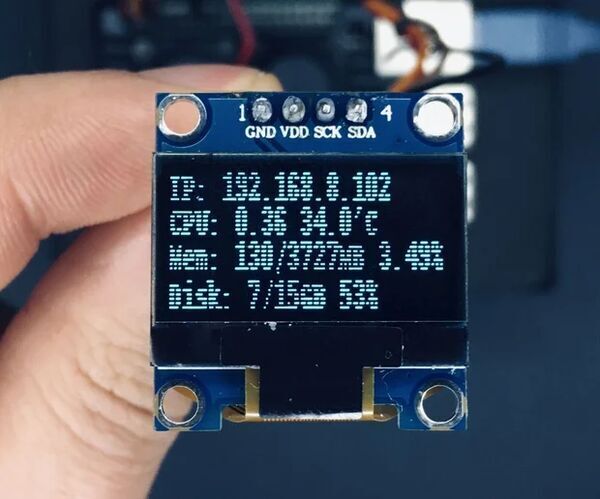 1 4
GND VDD SCK SDA
IP: 192.168.8.102
CPU: 0.36 34.0'c
Mem: 130/3727mB 3.49%
Disk: 7/15GB 53%